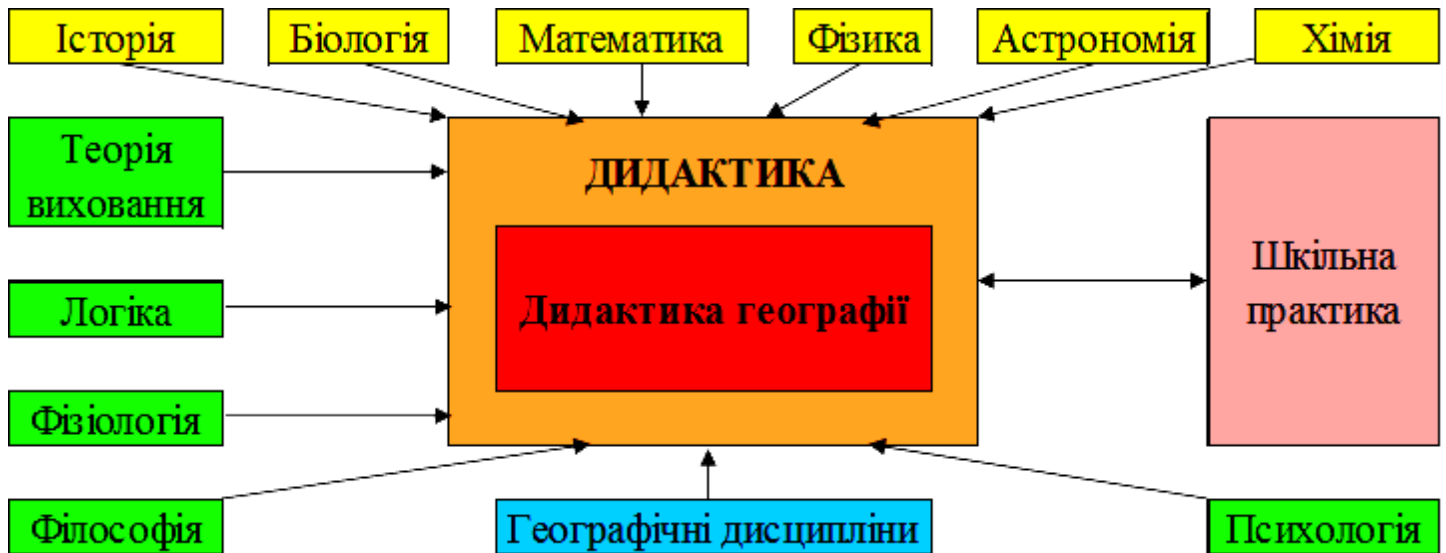 Історія
Біологія
Математика
Фізика
Астрономія
Хімія
Теорія
виховання
ДИДАКТИКА
Шкільна
практика
Логіка
Дидактика географії
Фізіологія
Філософія
Географічні дисципліни
Психологія